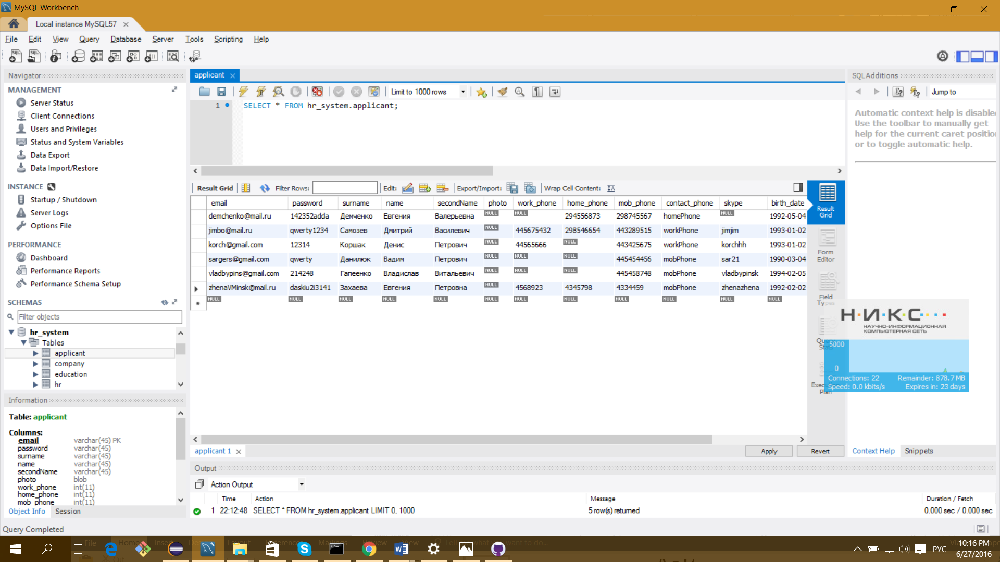 MySQL Workbench
Local instance MySQL57
File Edit View Query Database Server Tools Scripting Help
Navigator
MANAGEMENT
Server Status
Client Connections
Users and Privileges
Status and System Variables
Data Export
Data Import/Restore
INSTANCE
Startup / Shutdown
Server Logs
Options File
PERFORMANCE
Dashboard
Performance Reports
Performance Schema Setup
SCHEMAS
Filter objects
hr_system
Tables
applicant
company
education
hr
Information
Table: applicant
Columns:
email varchar(45) PK
password varchar(45)
surname varchar(45)
name varchar(45)
secondName varchar(45)
photo blob
work_phone int(11)
home_phone int(11)
mob_phone int(11)
Object Info Session
Query Completed
applicant
Limit to 1000 rows
1 SELECT * FROM hr_system.applicant;
Result Grid Filter Rows: Edit: Export/Import: Wrap Cell Content:
email password surname name secondName photo work_phone home_phone mob_phone contact_phone skype birth_date
demchenko@mail.ru 142352adda Демченко Евгения Валерьевна NULL NULL 294556873 298745567 homePhone NULL 1992-05-04
jimbo@mail.ru qwerty1234 Самозев Дмитрий Василевич NULL 445675432 298546654 443289515 workPhone jimjim 1993-01-02
korch@gmail.com 12314 Коршак Денис Петрович NULL 44565666 NULL 443425675 workPhone korchhh 1993-01-02
sargers@gmail.com qwerty Данилюк Вадим Петрович NULL NULL NULL 445454456 mobPhone sar21 1990-03-04
vladbypins@gmail.com 214248 Гапеенко Владислав Витальевич NULL NULL NULL 445458748 mobPhone vladbypinsk 1994-02-05
zhenaVMinsk@mail.ru daskiu2i3141 Захаева Евгения Петровна NULL 4568923 4345798 4334459 mobPhone zhenazhena 1992-02-02
NULL NULL NULL NULL NULL NULL NULL NULL NULL NULL NULL NULL
Result Grid
Form Editor
Field Types
applicant 1
Apply Revert
Output
Action Output
Time Action Message Duration / Fetch
1 22:12:48 SELECT * FROM hr_system.applicant LIMIT 0, 1000 5 row(s) returned 0.000 sec / 0.000 sec
SQLAdditions
Jump to
Automatic context help is disable
Use the toolbar to manually get
help for the current caret positio
or to toggle automatic help.
Context Help Snippets
Н·И·К·С
НАУЧНО-ИНФОРМАЦИОННАЯ
КОМПЬЮТЕРНАЯ СЕТЬ
5000
0
Connections: 22 Remainder: 878.7 MB
Speed: 0.0 kbits/s Expires in: 23 days
РУС
10:16 PM
6/27/2016